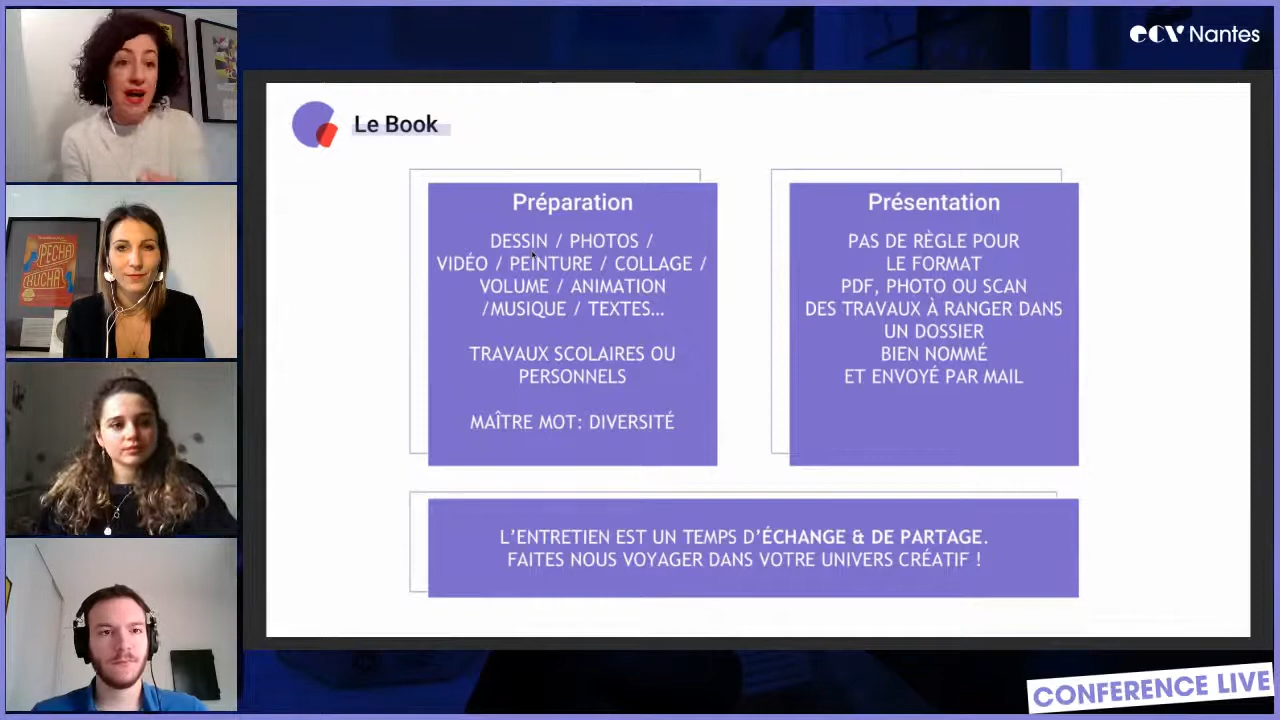 ecv Nantes
Le Book
Préparation
DESSIN / PHOTOS /
VIDÉO / PEINTURE / COLLAGE /
VOLUME / ANIMATION
/MUSIQUE / TEXTES…
TRAVAUX SCOLAIRES OU
PERSONNELS
MAÎTRE MOT: DIVERSITÉ
Présentation
PAS DE RÈGLE POUR
LE FORMAT
PDF, PHOTO OU SCAN
DES TRAVAUX À RANGER DANS
UN DOSSIER
BIEN NOMMÉ
ET ENVOYÉ PAR MAIL
L'ENTRETIEN EST UN TEMPS D'ÉCHANGE & DE PARTAGE.
FAITES NOUS VOYAGER DANS VOTRE UNIVERS CRÉATIF !
PECHA
KUCHA
CONFERENCE LIVE